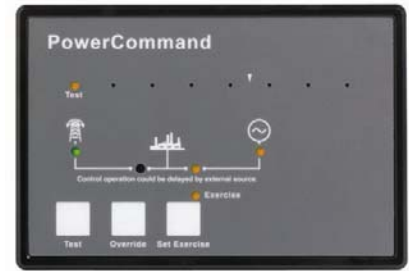 PowerCommand
Test
Control operation could be delayed by external source
Exercise
Test Override Set Exercise